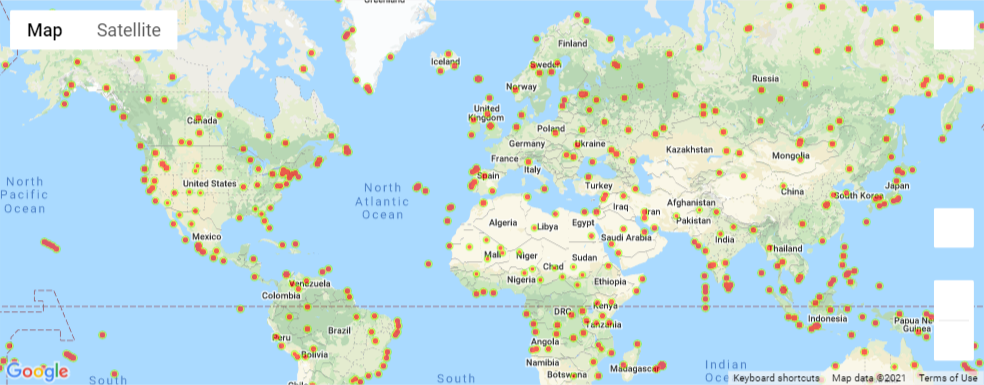 Greenland
Map Satellite
Iceland
Finland
Sweden
Norway
Russia
United
Kingdom
Canada
Poland
Germany
Ukraine
Kazakhstan
Mongolia
France
Italy
Spain
Turkey
United States
North
Pacific
Ocean
North
Atlantic
Ocean
China
South Korea
Japan
Afghanistan
Iraq
Iran
Pakistan
Algeria
Libya
Egypt
Saudi Arabia
India
Thailand
Mexico
Mali
Niger
Chad
Sudan
Nigeria
Ethiopia
Venezuela
Colombia
Kenya
DRC
Tanzania
Indonesia
Papua Ne
Guinea
Brazil
Peru
Bolivia
Angola
Namibia
Botswana
Madagascar
Indian
Oce
Chile
South
South
Google
Keyboard shortcuts Map data ©2021 Terms of Use